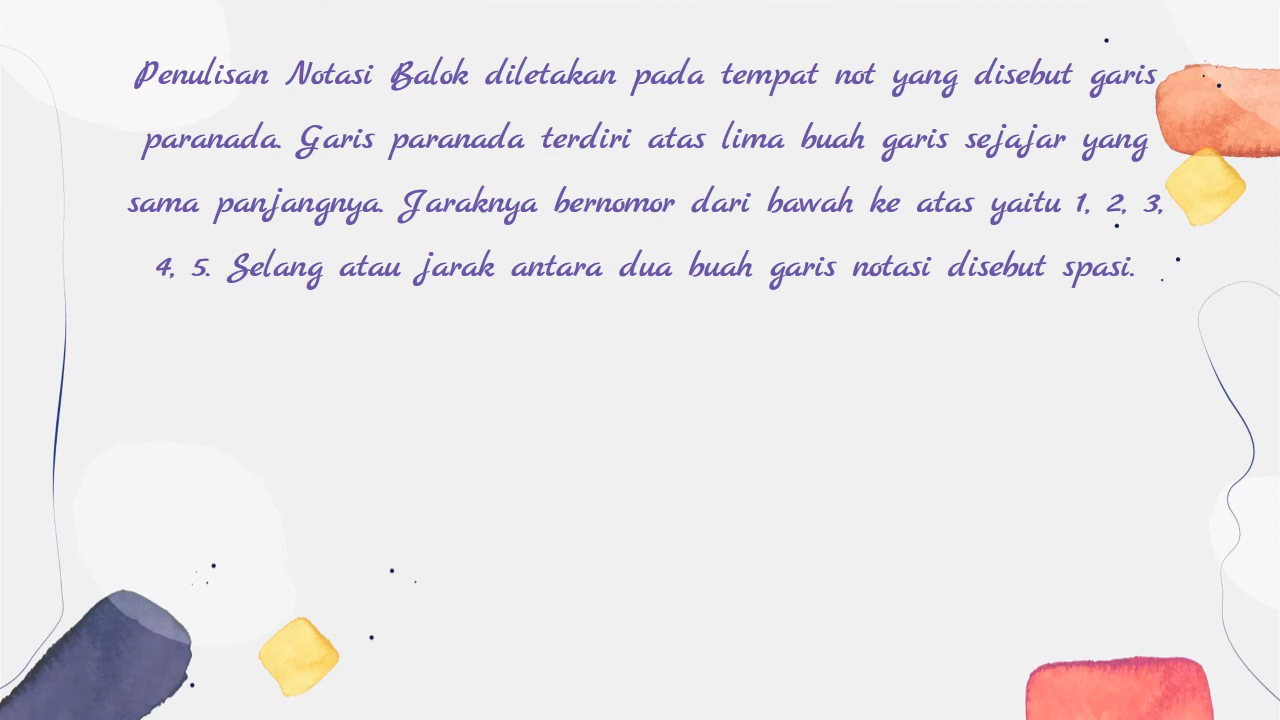 Penulisan Notasi Balok diletakan pada tempat not yang disebut garis
paranada. Garis paranada terdiri atas lima buah garis sejajar yang
sama panjangnya. Jaraknya bernomor dari bawah ke atas yaitu 1, 2, 3,
4, 5. Selang atau jarak antara dua buah garis notasi disebut spasi.